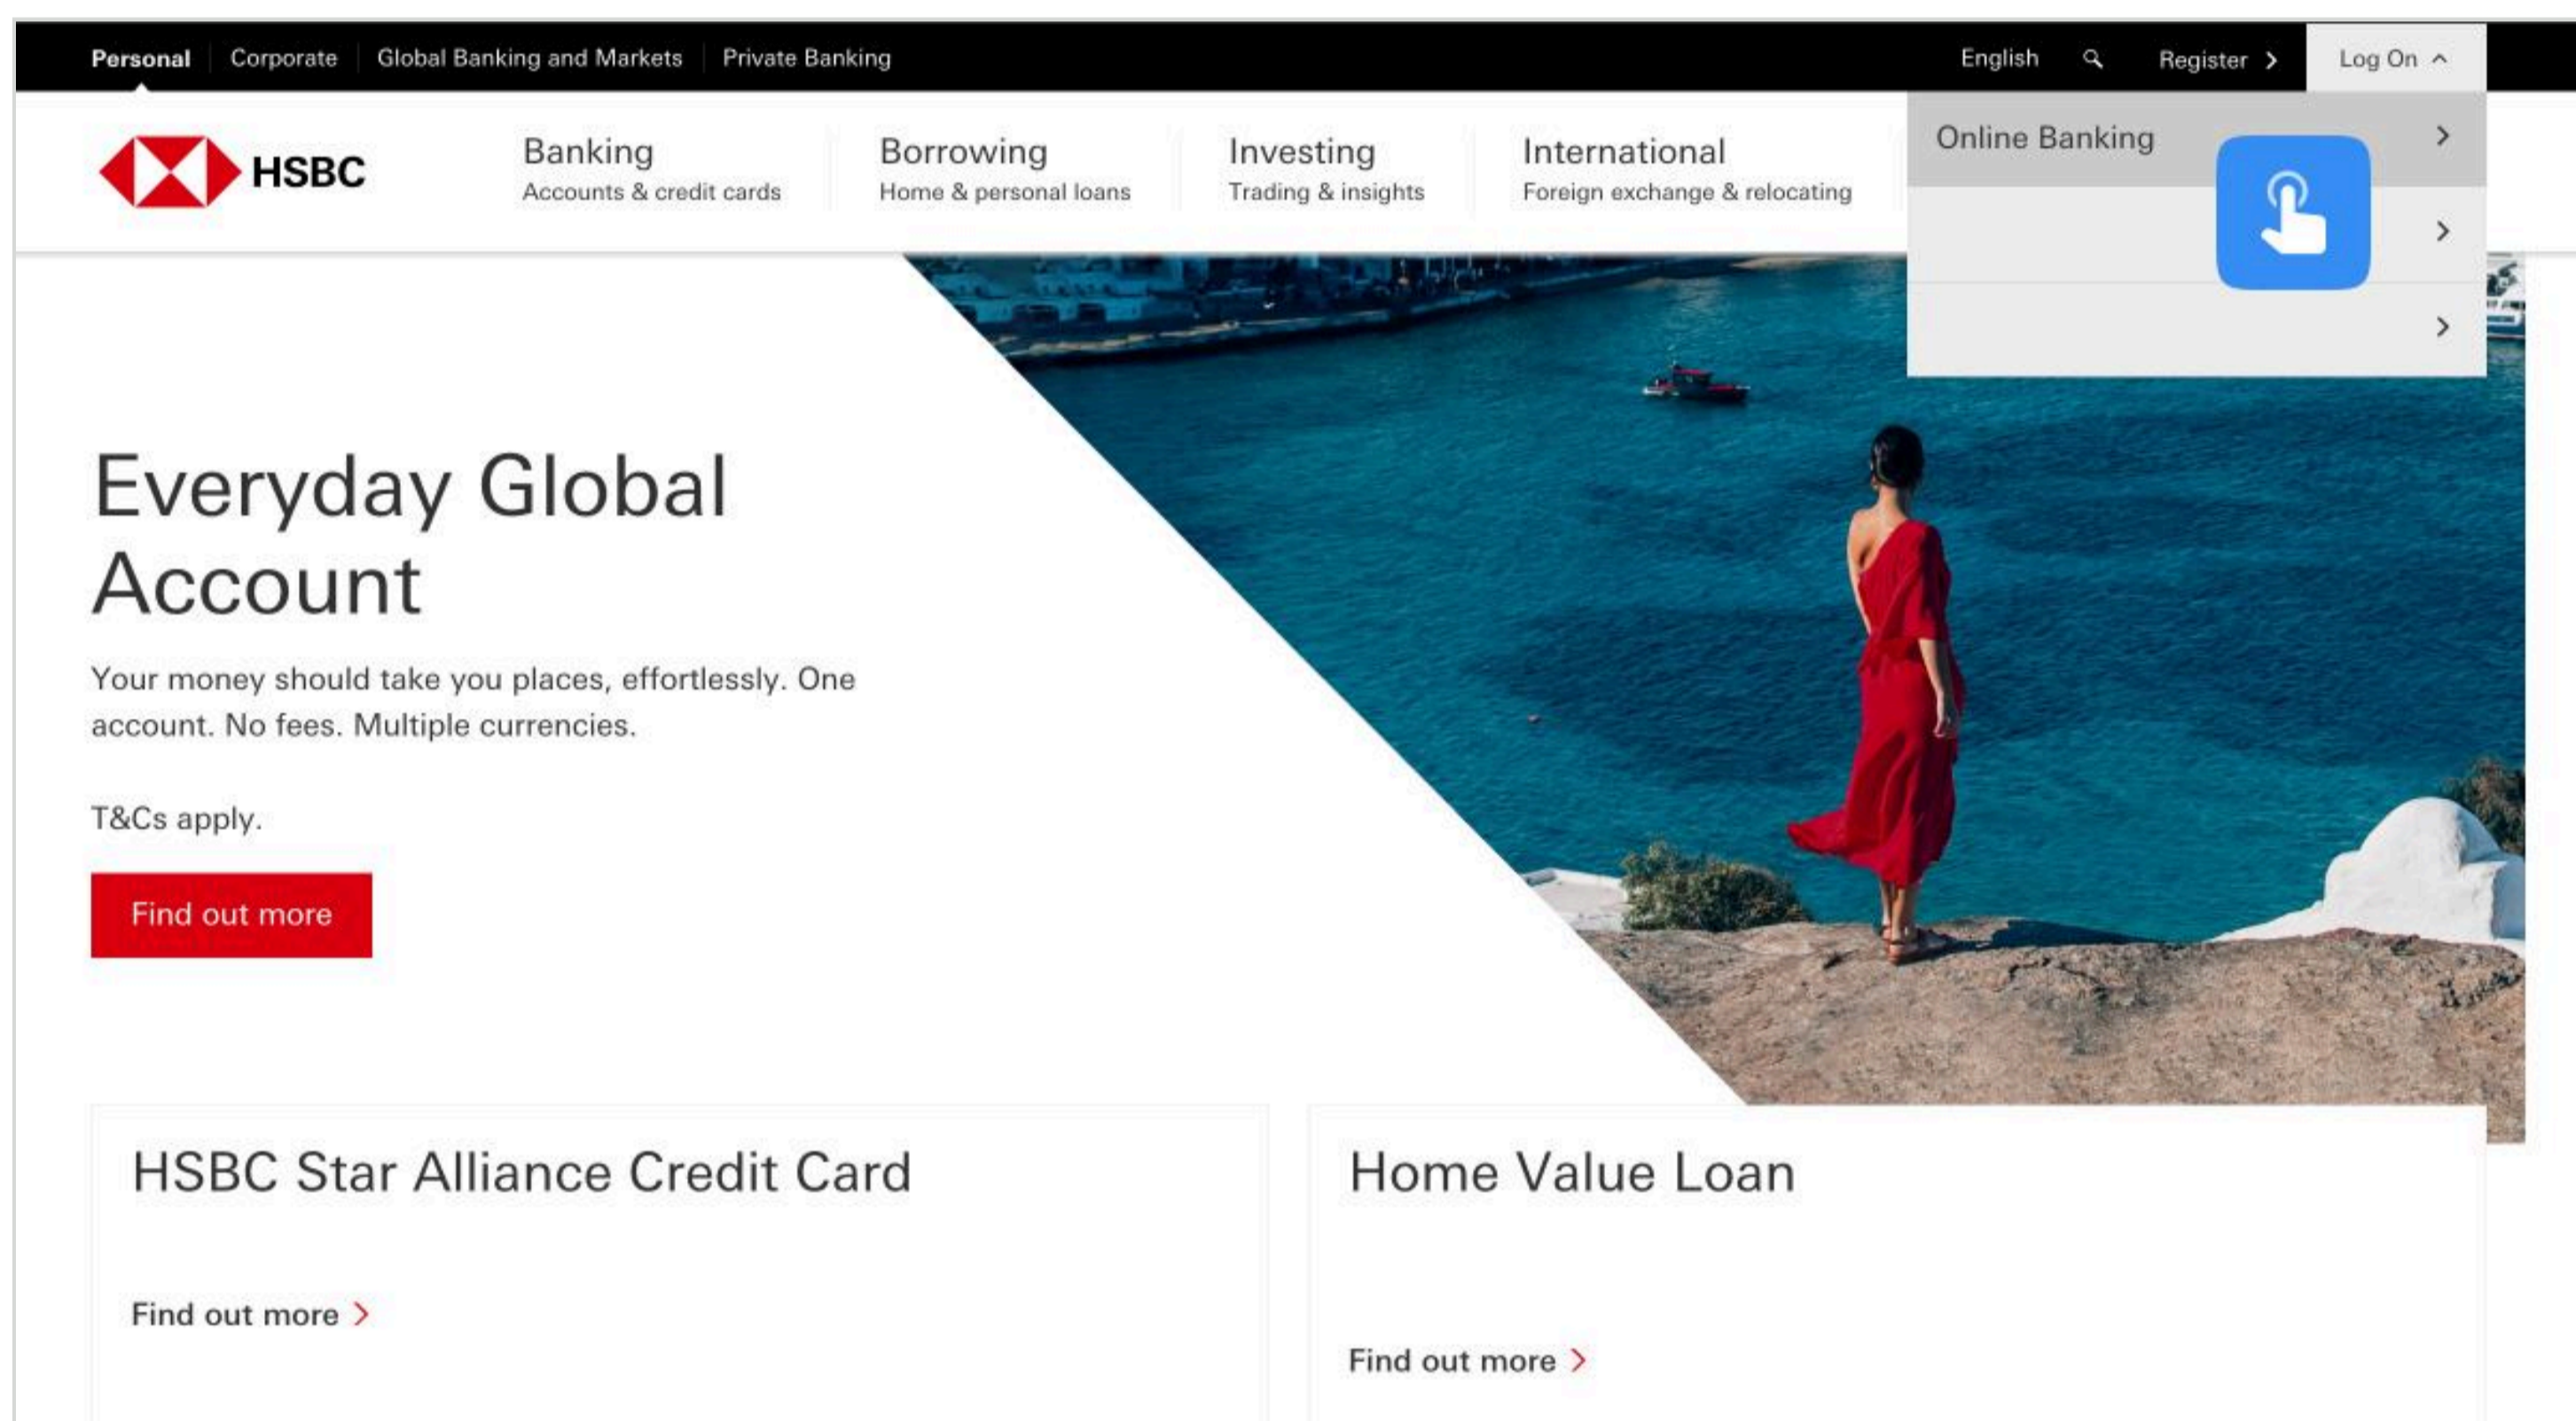 Personal
Corporate
Global Banking and Markets
Private Banking
English
Register
Log On
HSBC
Banking
Accounts & credit cards
Borrowing
Home & personal loans
Investing
Trading & insights
International
Foreign exchange & relocating
Online Banking
Everyday Global
Account
Your money should take you places, effortlessly. One
account. No fees. Multiple currencies.
T&Cs apply.
Find out more
HSBC Star Alliance Credit Card
Find out more
Home Value Loan
Find out more